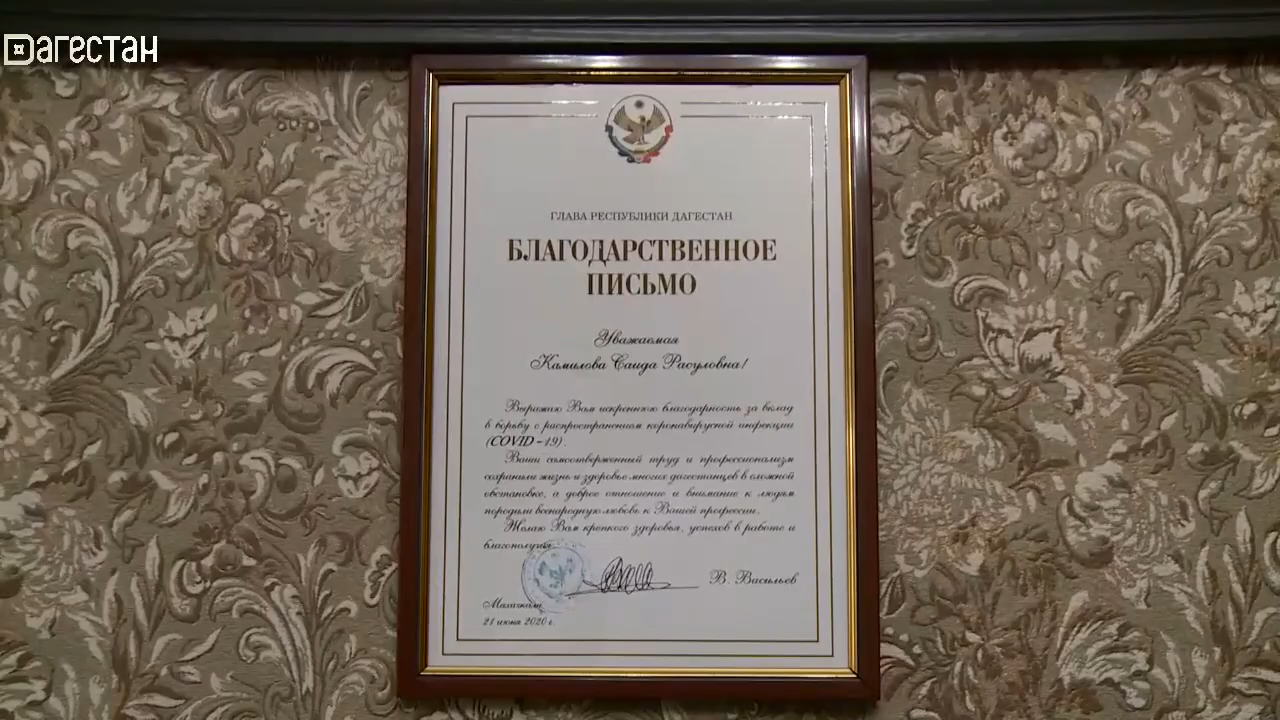 Дагестан
ГЛАВА РЕСПУБЛИКИ ДАГЕСТАН
БЛАГОДАРСТВЕННОЕ
ПИСЬМО
Уважаемая
Камилова Саида Расуловна!
Выражаю Вам искреннюю благодарность за вклад
в борьбу с распространением коронавирусной инфекции
(COVID – 19).
Ваши самоотверженный труд и профессионализм
сохранили жизнь и здоровье многих дагестанцев в сложной
обстановке, а доброе отношение и внимание к людям
породили всенародную любовь к Вашей профессии.
Желаю Вам крепкого здоровья, успехов в работе и
благополучия.
В. Васильев
Махачкала
21 июня 2020 г.